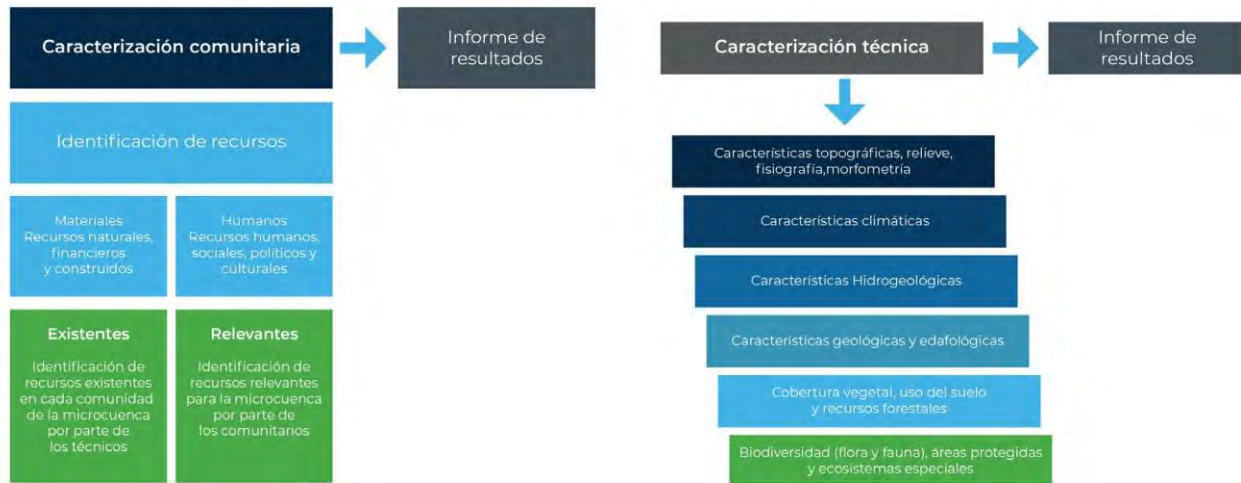 Caracterización comunitaria
Informe de
resultados
Identificación de recursos
Materiales
Recursos naturales,
financieros
y construidos
Humanos
Recursos humanos,
sociales, políticos y
culturales
Existentes
Identificación de
recursos existentes
en cada comunidad
de la microcuenca
por parte de
los técnicos
Relevantes
Identificación de
recursos relevantes
para la microcuenca
por parte de
los comunitarios
Caracterización técnica
Informe de
resultados
Características topográficas, relieve,
fisiografía,morfometría
Características climáticas
Características Hidrogeológicas
Características geológicas y edafológicas
Cobertura vegetal, uso del suelo
y recursos forestales
Biodiversidad (flora y fauna), áreas protegidas
y ecosistemas especiales